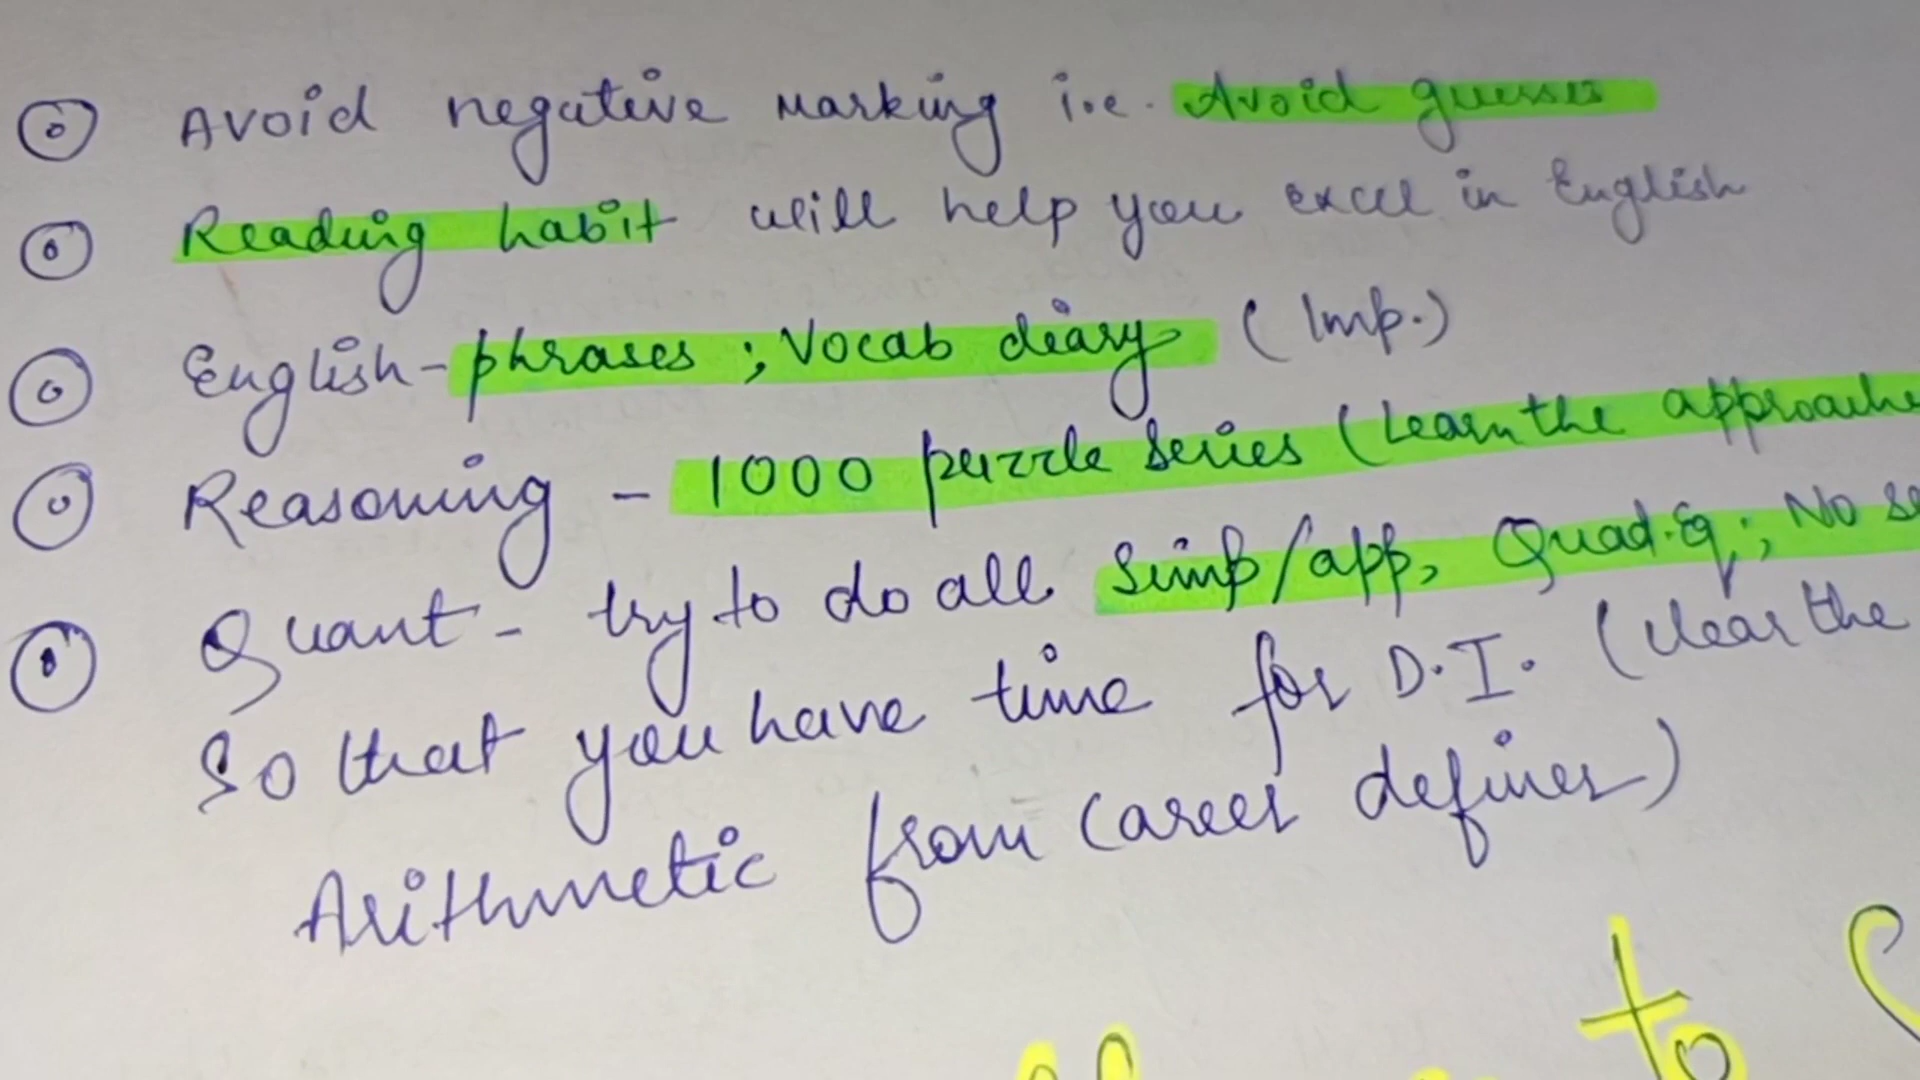 Avoid negative marking i.e. Avoid guesses
Reading habit will help you excel in English
English - phrases ; Vocab diary (Imp.)
Reasoning - 1000 puzzle series (Learn the
Quant - try to do all Simp/app, Quad.Eq.; No
So that you have time for D.I. (Clear the
Arithmetic from Career definer)
to